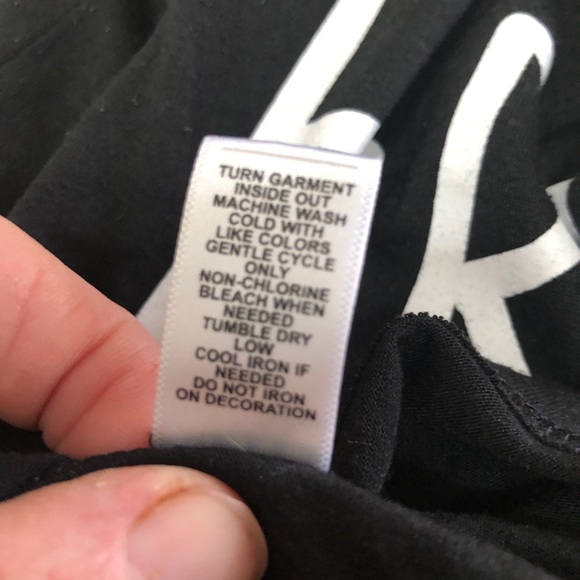 TURN GARMENT
INSIDE OUT
MACHINE WASH
COLD WITH
LIKE COLORS
GENTLE CYCLE
ONLY
NON-CHLORINE
BLEACH WHEN
NEEDED
TUMBLE DRY
LOW
COOL IRON IF
NEEDED
DO NOT IRON
ON DECORATION